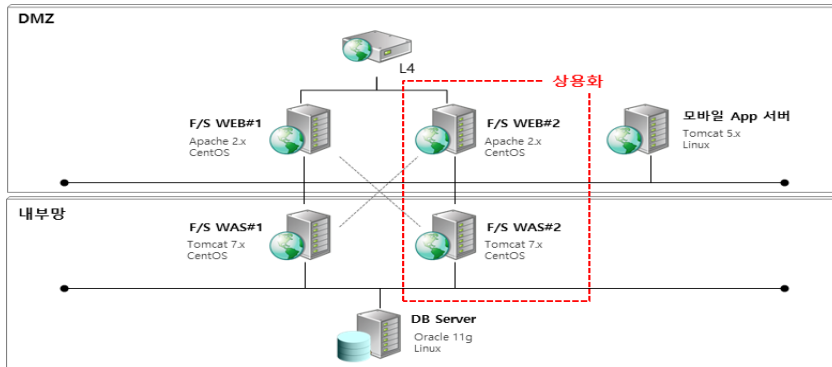 DMZ
L4
상용화
F/S WEB#1
Apache 2.x
CentOS
F/S WEB#2
Apache 2.x
CentOS
모바일 App 서버
Tomcat 5.x
Linux
내부망
F/S WAS#1
Tomcat 7.x
CentOS
F/S WAS#2
Tomcat 7.x
CentOS
DB Server
Oracle 11g
Linux